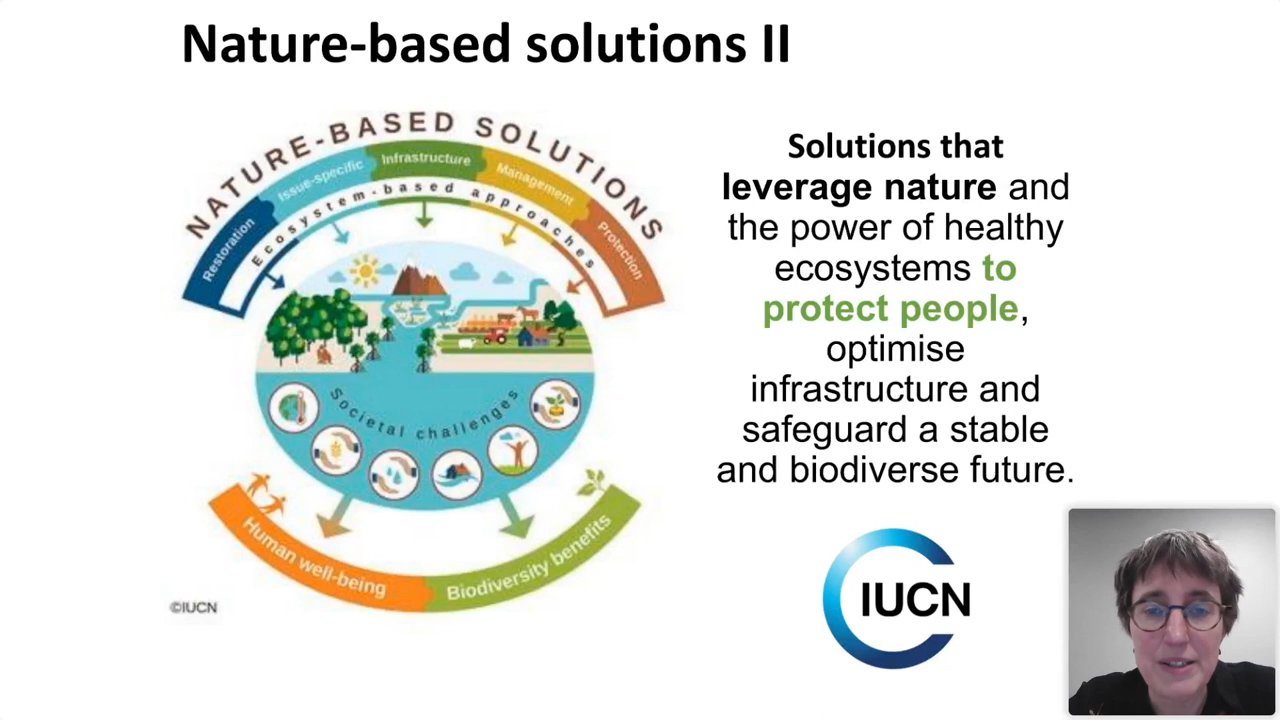 Nature-based solutions II
NATURE-BASED SOLUTIONS
Restoration
Issue-specific
Infrastructure
Management
Protection
Ecosystem-based approaches
Societal challenges
Human well-being
Biodiversity benefits
©IUCN
Solutions that
leverage nature and
the power of healthy
ecosystems to
protect people,
optimise
infrastructure and
safeguard a stable
and biodiverse future.
IUCN